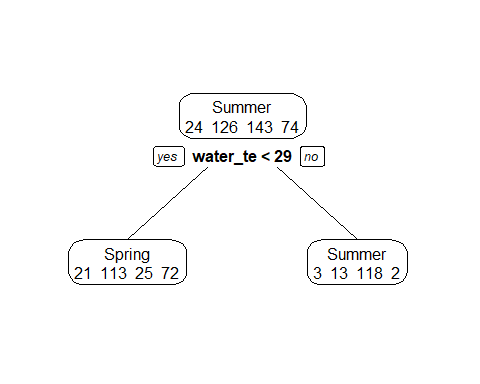 Summer
24 126 143 74
yes water_te < 29 no
Spring
21 113 25 72
Summer
3 13 118 2